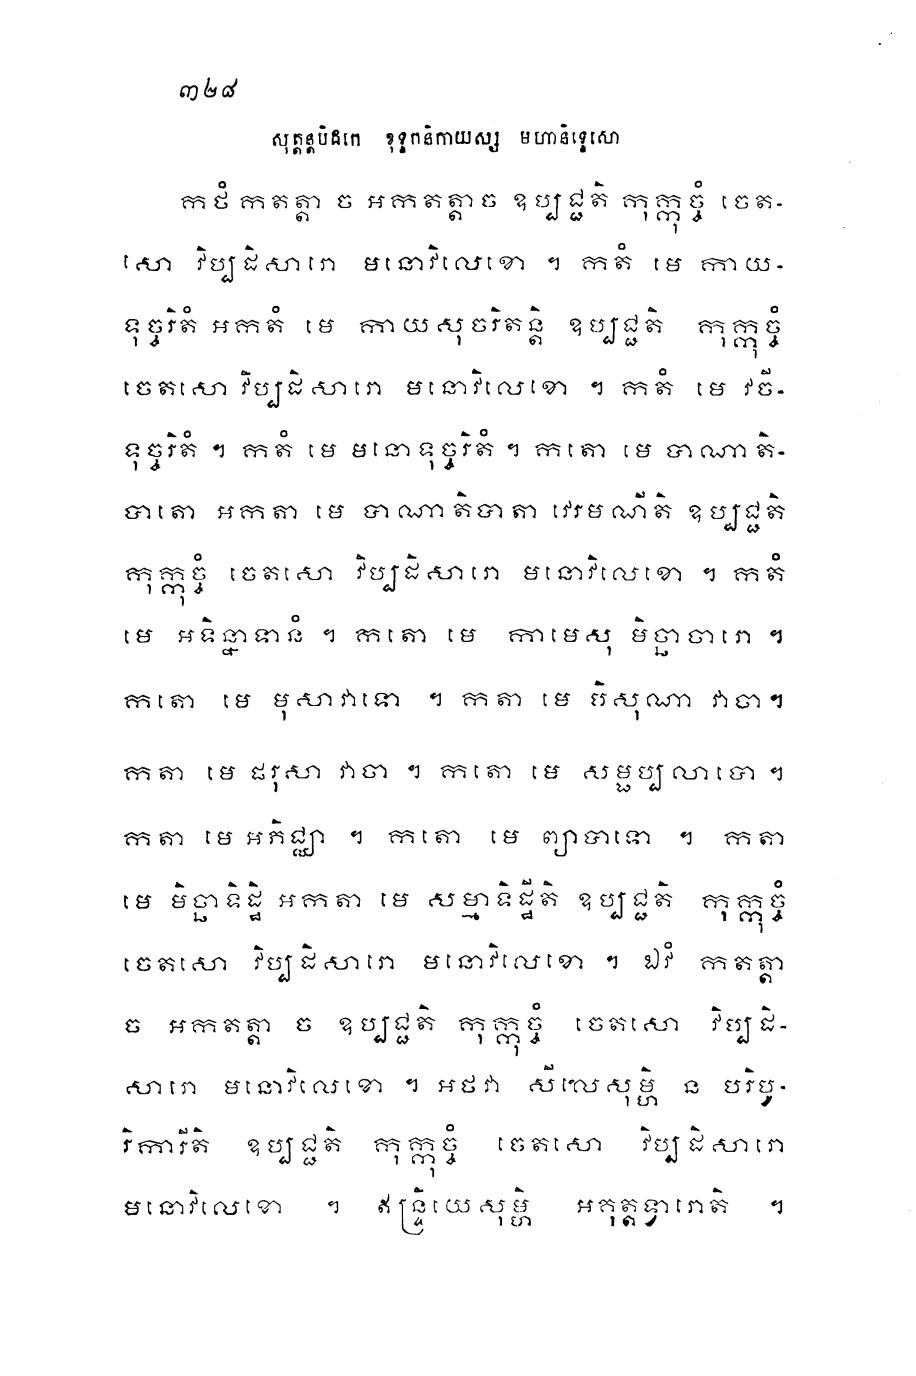 ៣២៨
សុត្តន្តបិដកេ ខុទ្ទកនិកាយស្ស មហានិទ្ទេសោ
កថំ កតត្តា ច អកតត្តា ច ឧប្បជ្ជតិ កុក្កុច្ចំ ចេត-
សោ វិប្បដិសារោ មនោវិលេខោ ។ កតំ មេ កាយ-
ទុច្ចរិតំ អកតំ មេ កាយសុចរិតន្តិ ឧប្បជ្ជតិ កុក្កុច្ចំ
ចេតសោ វិប្បដិសារោ មនោវិលេខោ ។ កតំ មេ វចី-
ទុច្ចរិតំ ។ កតំ មេ មនោទុច្ចរិតំ ។ កតោ មេ បាណាតិ-
បាតោ អកតា មេ បាណាតិបាតា វេរមណីតិ ឧប្បជ្ជតិ
កុក្កុច្ចំ ចេតសោ វិប្បដិសារោ មនោវិលេខោ ។ កតំ
មេ អទិន្នាទានំ ។ កតោ មេ កាមេសុ មិច្ឆាចារោ ។
កតោ មេ មុសាវាទោ ។ កតា មេ បិសុណា វាចា។
កតា មេ ផរុសា វាចា ។ កតោ មេ សម្ផប្បលាបោ ។
កតា មេ អភិជ្ឈា ។ កតោ មេ ព្យាបាទោ ។ កតា
មេ មិច្ឆាទិដ្ឋិ អកតា មេ សម្មាទិដ្ឋីតិ ឧប្បជ្ជតិ កុក្កុច្ចំ
ចេតសោ វិប្បដិសារោ មនោវិលេខោ ។ ឯវំ កតត្តា
ច អកតត្តា ច ឧប្បជ្ជតិ កុក្កុច្ចំ ចេតសោ វិប្បដិ-
សារោ មនោវិលេខោ ។ អថវា សីលេសុម្ហិ ន បរិបូ-
រិការីតិ ឧប្បជ្ជតិ កុក្កុច្ចំ ចេតសោ វិប្បដិសារោ
មនោវិលេខោ ។ ឥន្ទ្រិយេសុម្ហិ អគុត្តទ្វារោតិ ។